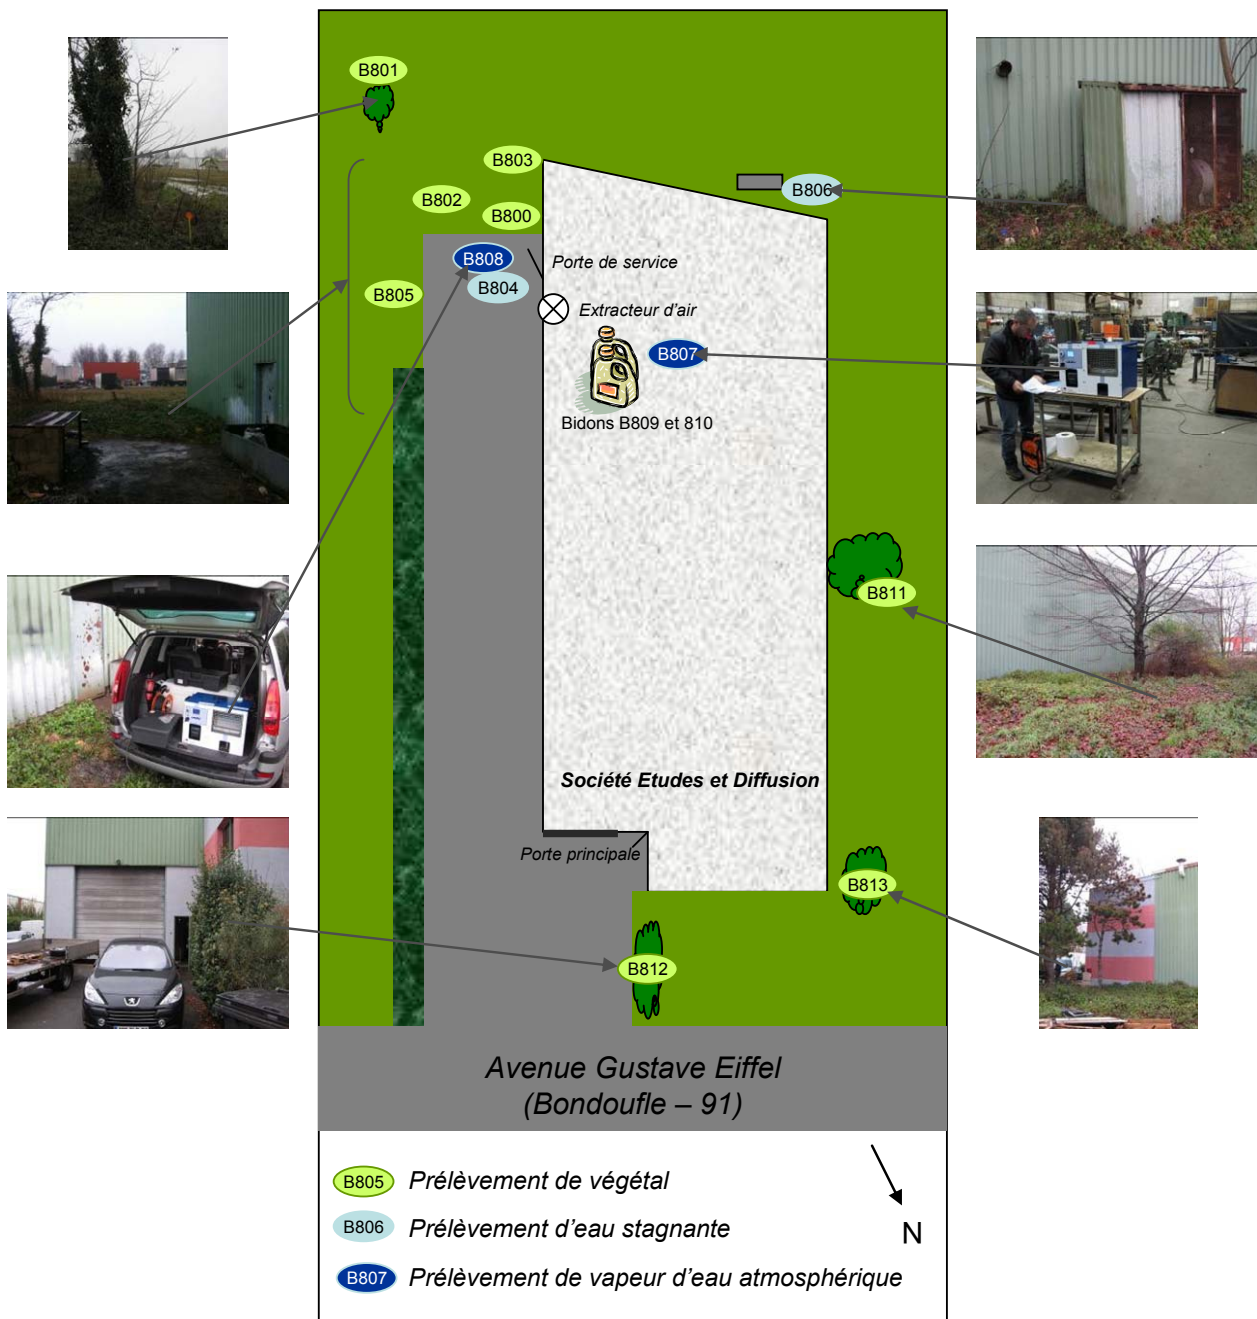 B801
B803
B802
B800
B806
B808
Porte de service
B804
B805
Extracteur d'air
B807
Bidons B809 et 810
B811
Société Etudes et Diffusion
Porte principale
B813
B812
Avenue Gustave Eiffel
(Bondoufle – 91)
B805 Prélèvement de végétal
B806 Prélèvement d'eau stagnante
N
B807 Prélèvement de vapeur d'eau atmosphérique